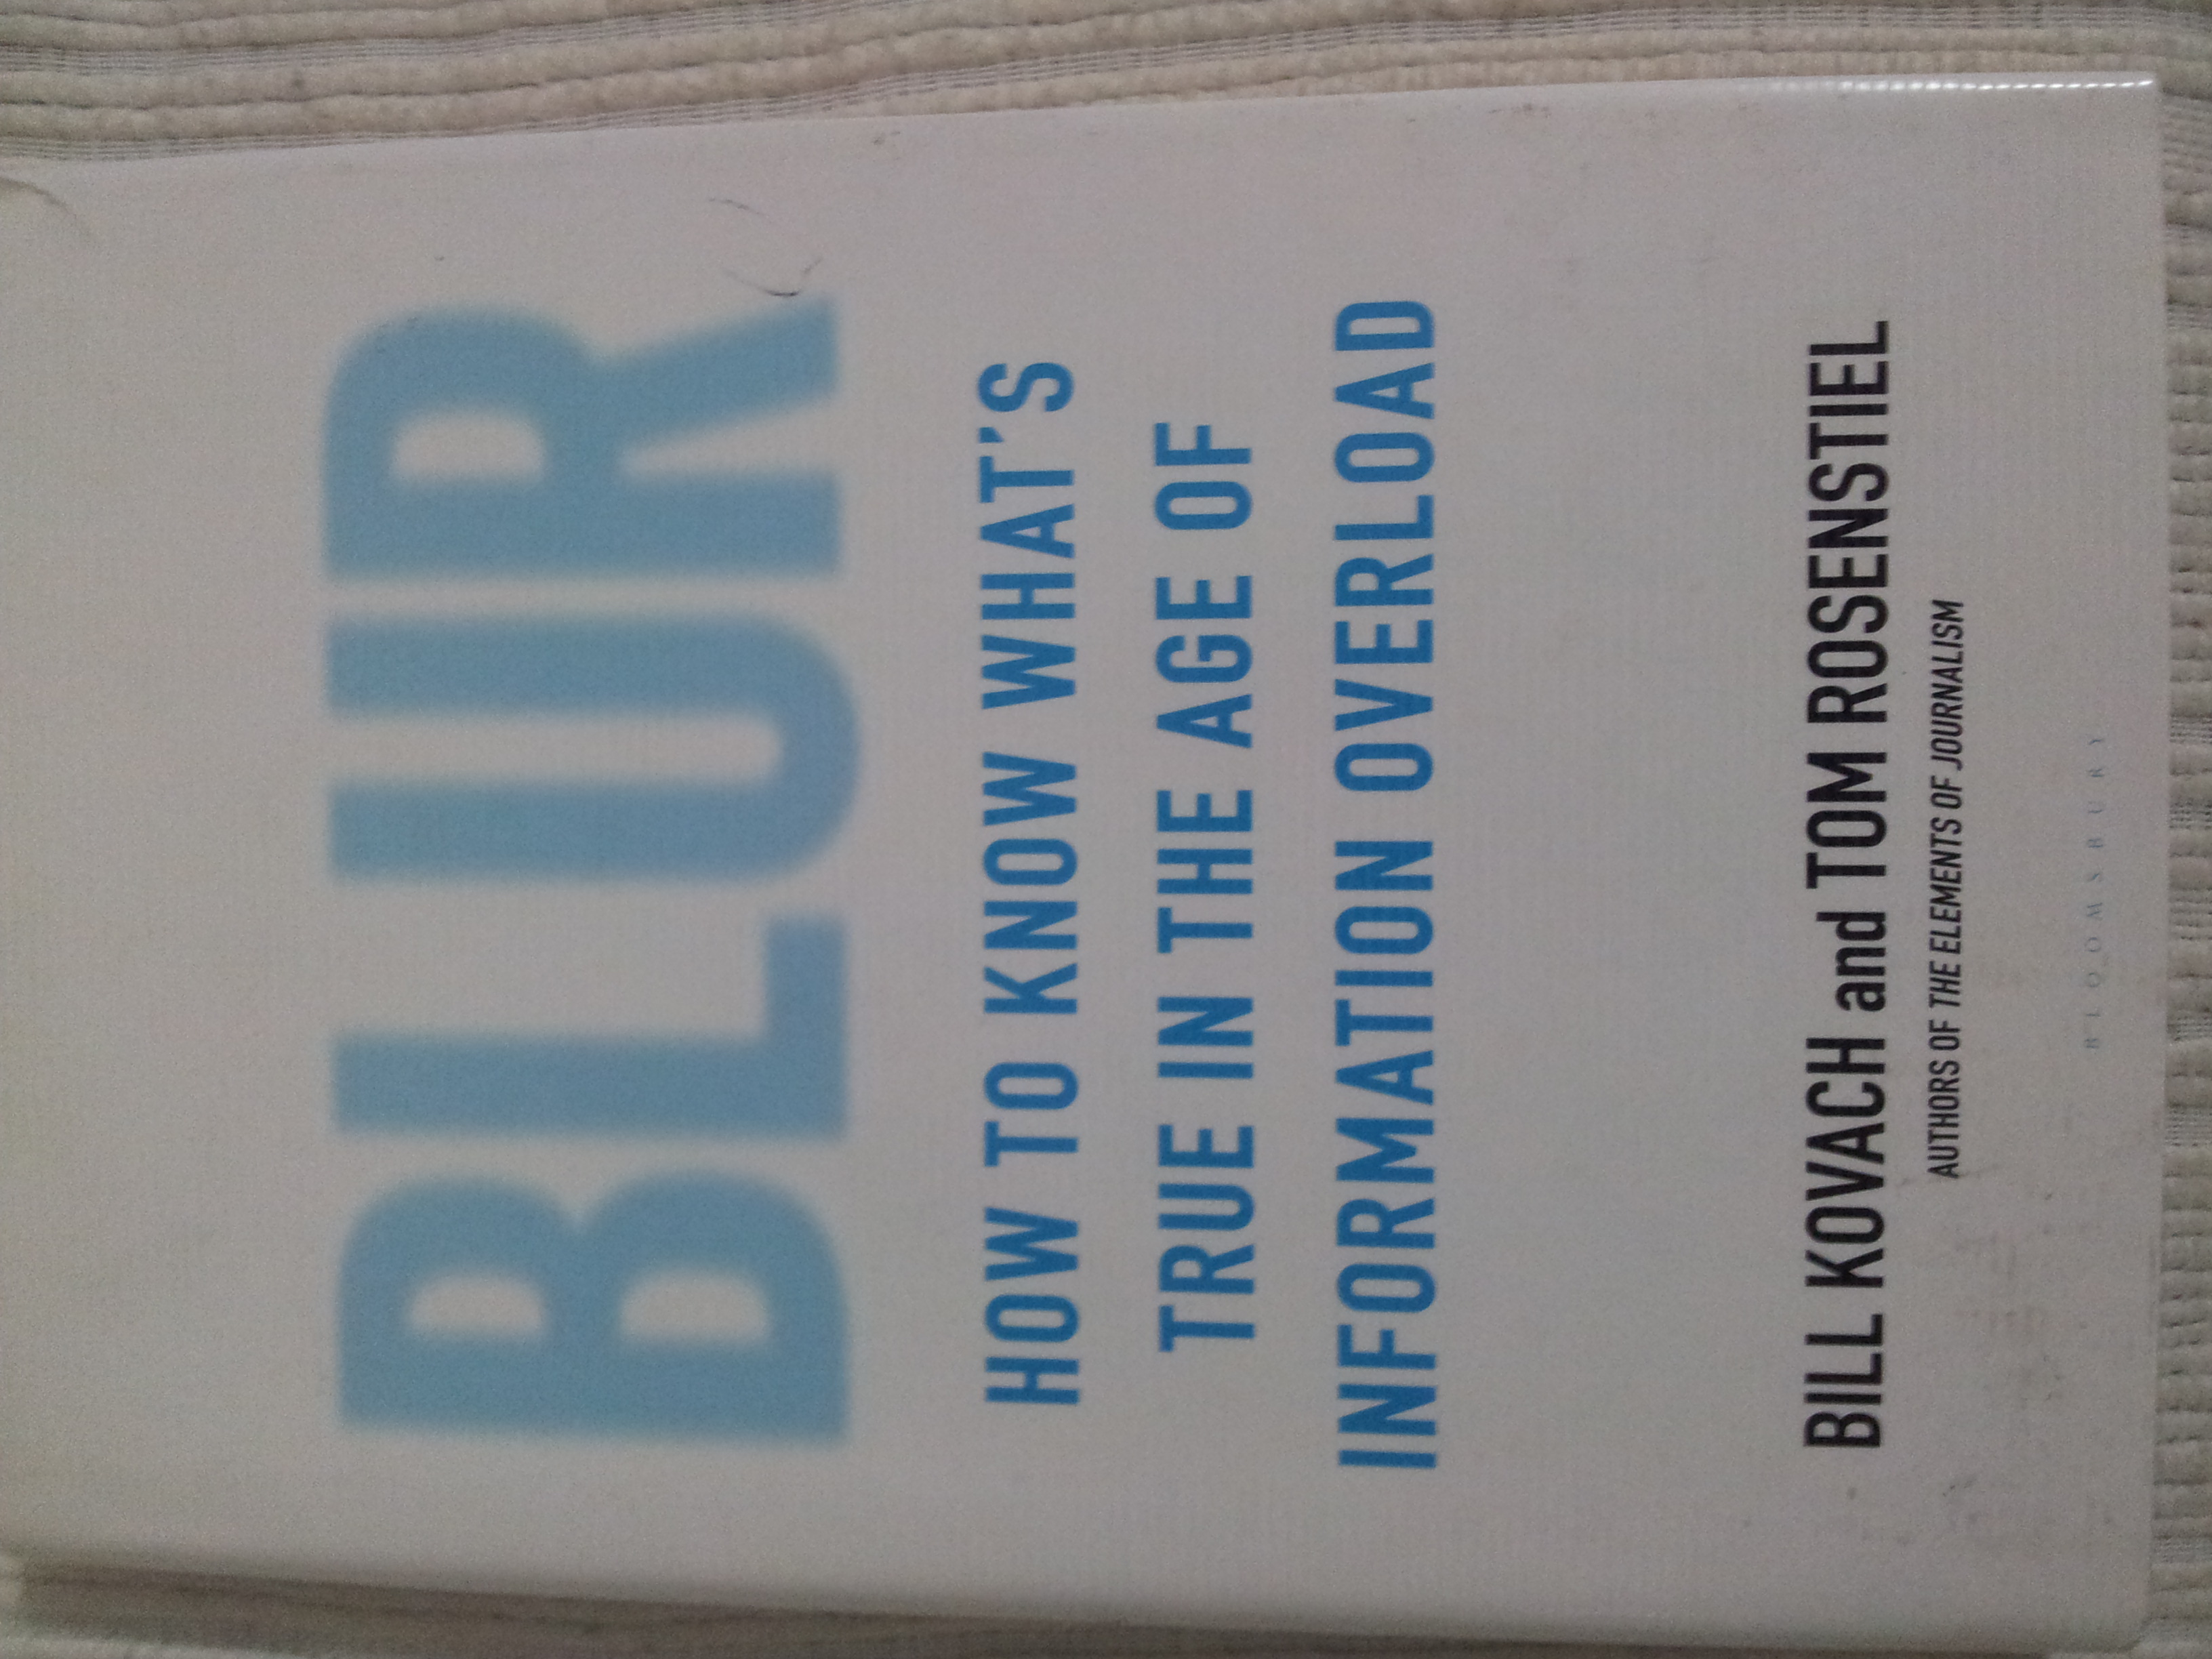 BLUR
HOW TO KNOW WHAT'S
TRUE IN THE AGE OF
INFORMATION OVERLOAD
BILL KOVACH and TOM ROSENSTIEL
AUTHORS OF THE ELEMENTS OF JOURNALISM
BLOOMSBURY